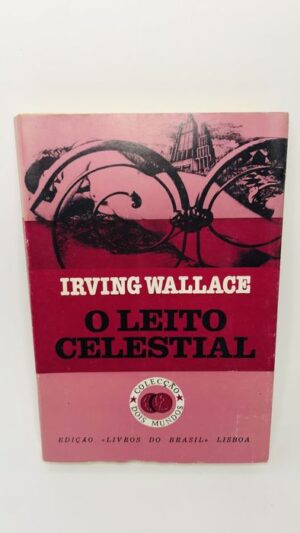 IRVING WALLACE
O LEITO
CELESTIAL
COLECÇÃO
DOIS MUNDOS
EDIÇÃO «LIVROS DO BRASIL» LISBOA